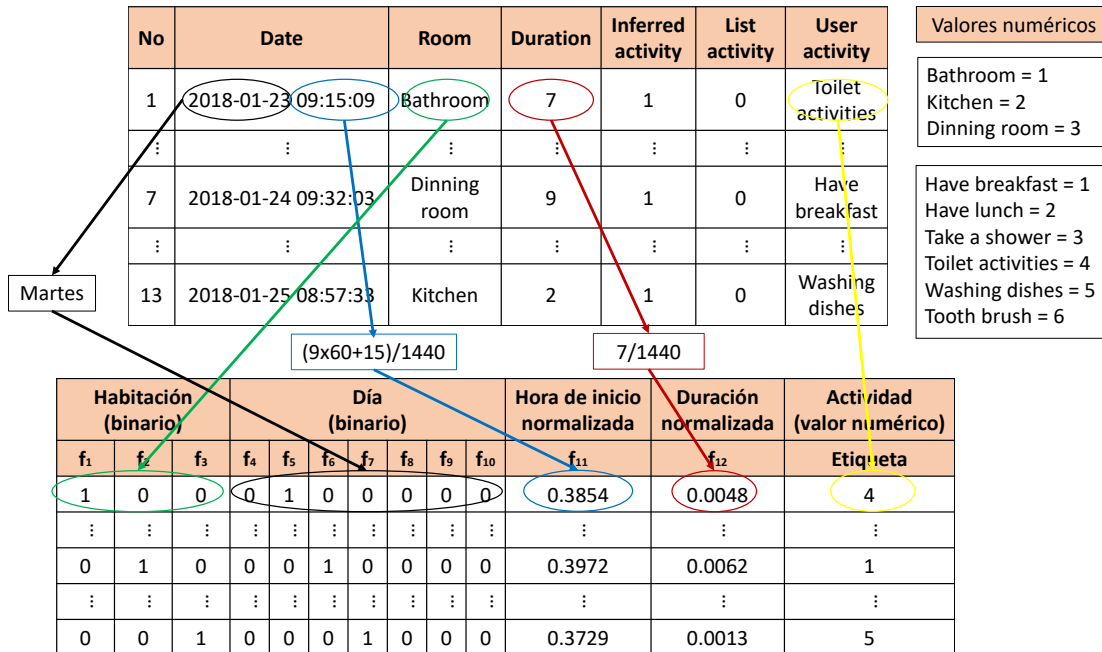 No Date Room Duration Inferred activity List activity User activity
1 2018-01-23 09:15:09 Bathroom 7 1 0 Toilet activities
⋮ ⋮ ⋮ ⋮ ⋮ ⋮ ⋮
7 2018-01-24 09:32:03 Dinning room 9 1 0 Have breakfast
⋮ ⋮ ⋮ ⋮ ⋮ ⋮ ⋮
13 2018-01-25 08:57:33 Kitchen 2 1 0 Washing dishes
Valores numéricos
Bathroom = 1
Kitchen = 2
Dinning room = 3
Have breakfast = 1
Have lunch = 2
Take a shower = 3
Toilet activities = 4
Washing dishes = 5
Tooth brush = 6
Martes
(9x60+15)/1440
7/1440
Habitación (binario) Día (binario) Hora de inicio normalizada Duración normalizada Actividad (valor numérico)
f1 f2 f3 f4 f5 f6 f7 f8 f9 f10 f11 f12 Etiqueta
1 0 0 0 1 0 0 0 0 0 0.3854 0.0048 4
⋮ ⋮ ⋮ ⋮ ⋮ ⋮ ⋮ ⋮ ⋮ ⋮ ⋮ ⋮ ⋮
0 1 0 0 0 1 0 0 0 0 0.3972 0.0062 1
⋮ ⋮ ⋮ ⋮ ⋮ ⋮ ⋮ ⋮ ⋮ ⋮ ⋮ ⋮ ⋮
0 0 1 0 0 0 1 0 0 0 0.3729 0.0013 5